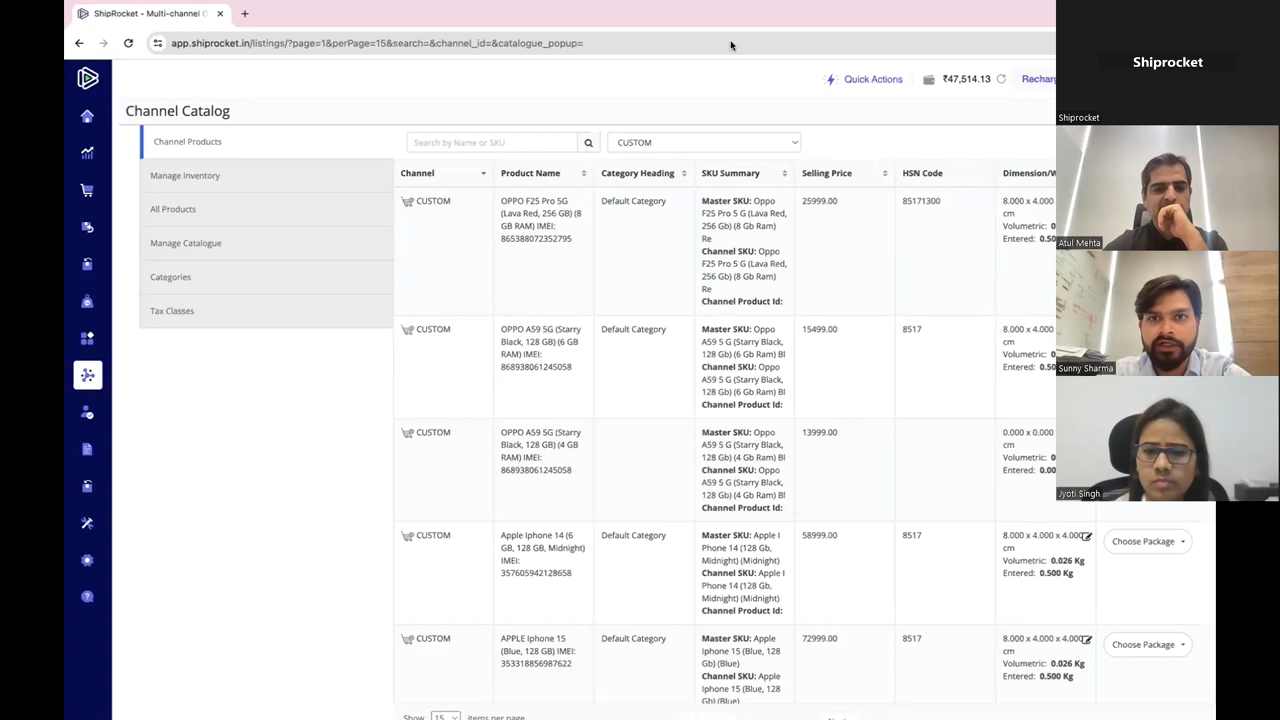 ShipRocket - Multi-channel C
app.shiprocket.in/listings/?page=1&perPage=15&search=&channel_id=&catalogue_popup=
Quick Actions
₹47,514.13
Recharg
Channel Catalog
Channel Products
Manage Inventory
All Products
Manage Catalogue
Categories
Tax Classes
Search by Name or SKU
CUSTOM
Channel
Product Name
Category Heading
SKU Summary
Selling Price
HSN Code
Dimension/W
CUSTOM
OPPO F25 Pro 5G
(Lava Red, 256 GB) (8
GB RAM) IMEI:
865388072352795
Default Category
Master SKU: Oppo
F25 Pro 5 G (Lava Red,
256 Gb) (8 Gb Ram)
Re
Channel SKU: Oppo
F25 Pro 5 G (Lava Red,
256 Gb) (8 Gb Ram)
Re
Channel Product Id:
25999.00
85171300
8.000 x 4.000
cm
Volumetric: 0
Entered: 0.50
CUSTOM
OPPO A59 5G (Starry
Black, 128 GB) (6 GB
RAM) IMEI:
868938061245058
Default Category
Master SKU: Oppo
A59 5 G (Starry Black,
128 Gb) (6 Gb Ram) Bl
Channel SKU: Oppo
A59 5 G (Starry Black,
128 Gb) (6 Gb Ram) Bl
Channel Product Id:
15499.00
8517
8.000 x 4.000
cm
Volumetric: 0
Entered: 0.50
CUSTOM
OPPO A59 5G (Starry
Black, 128 GB) (4 GB
RAM) IMEI:
868938061245058
Master SKU: Oppo
A59 5 G (Starry Black,
128 Gb) (4 Gb Ram) Bl
Channel SKU: Oppo
A59 5 G (Starry Black,
128 Gb) (4 Gb Ram) Bl
Channel Product Id:
13999.00
0.000 x 0.000
cm
Volumetric: 0
Entered: 0.00
CUSTOM
Apple Iphone 14 (6
GB, 128 GB, Midnight)
IMEI:
357605942128658
Default Category
Master SKU: Apple I
Phone 14 (128 Gb,
Midnight) (Midnight)
Channel SKU: Apple I
Phone 14 (128 Gb,
Midnight) (Midnight)
Channel Product Id:
58999.00
8517
8.000 x 4.000 x 4.000
cm
Volumetric: 0.026 Kg
Entered: 0.500 Kg
Choose Package
CUSTOM
APPLE Iphone 15
(Blue, 128 GB) IMEI:
353318856987622
Default Category
Master SKU: Apple
Iphone 15 (Blue, 128
Gb) (Blue)
Channel SKU: Apple
Iphone 15 (Blue, 128
Gb) (Blue)
72999.00
8517
8.000 x 4.000 x 4.000
cm
Volumetric: 0.026 Kg
Entered: 0.500 Kg
Choose Package
Show 15 items per page
Shiprocket
Shiprocket
Atul Mehta
Sunny Sharma
Jyoti Singh